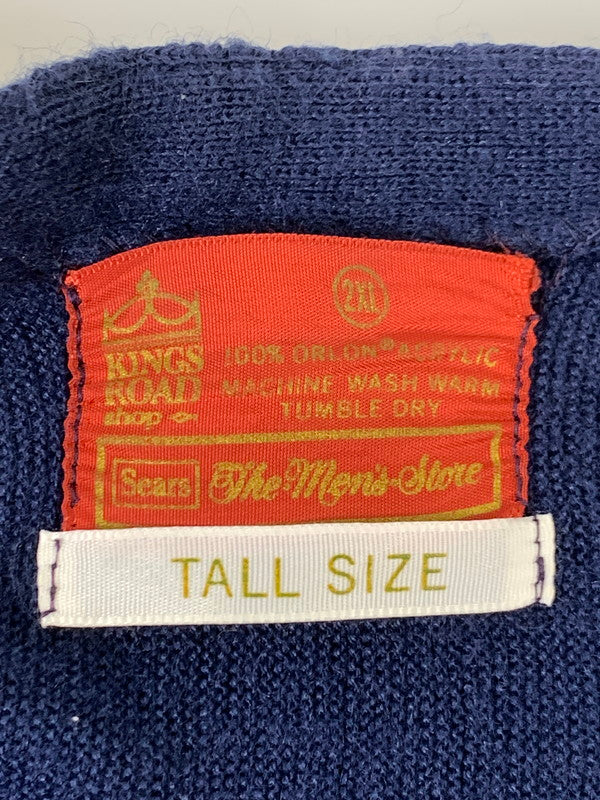 2XL
KINGS
ROAD
shop
100% ORLON® ACRYLIC
MACHINE WASH WARM
TUMBLE DRY
Sears The Men's Store
TALL SIZE